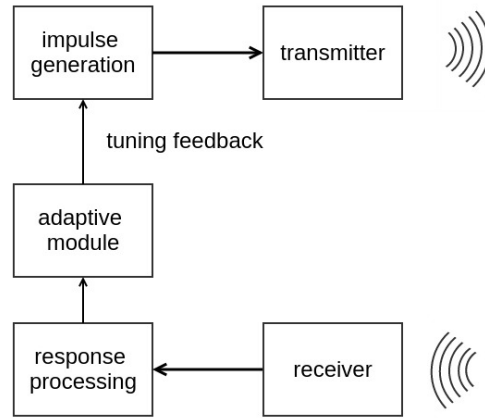 impulse
generation
transmitter
tuning feedback
adaptive
module
response
processing
receiver